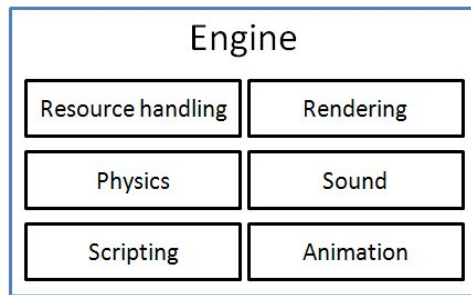 Engine
Resource handling
Rendering
Physics
Sound
Scripting
Animation